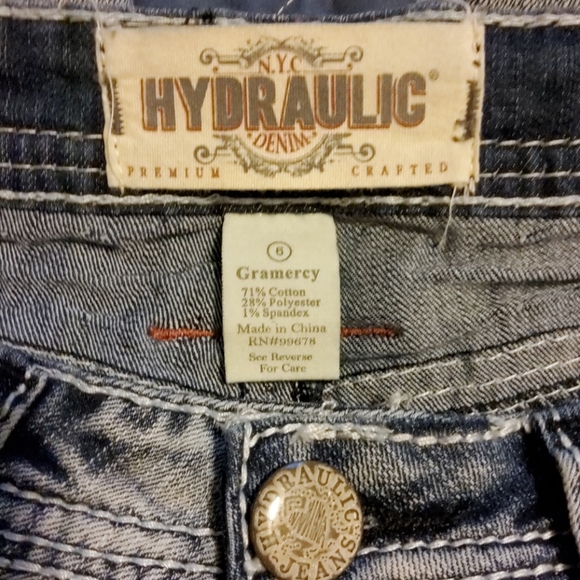 N.Y.C
HYDRAULIC®
DENIM
PREMIUM CRAFTED
6
Gramercy
71% Cotton
28% Polyester
1% Spandex
Made in China
RN#99678
See Reverse
For Care
HYDRAULIC
JEANS